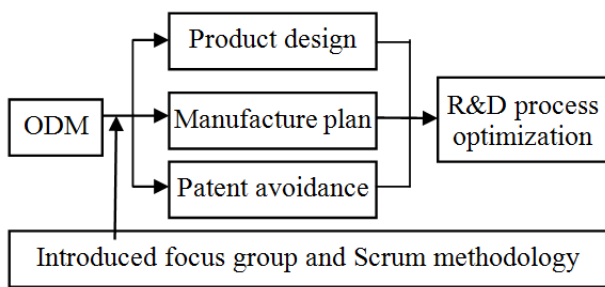 Product design
ODM
Manufacture plan
R&D process
optimization
Patent avoidance
Introduced focus group and Scrum methodology